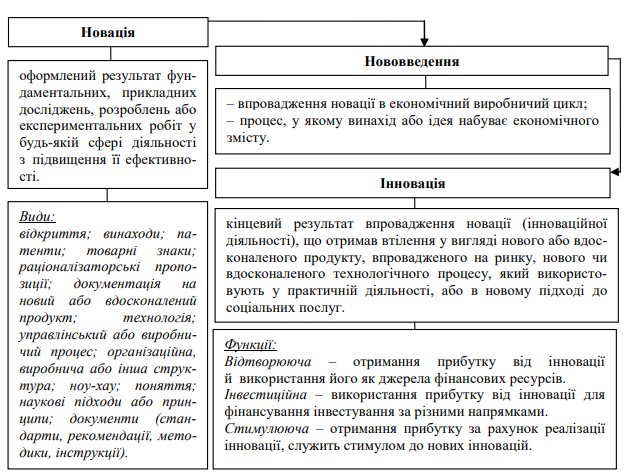 Новація
оформлений результат фун-
даментальних, прикладних
досліджень, розроблень або
експериментальних робіт у
будь-якій сфері діяльності
з підвищення її ефективно-
сті.
Види:
відкриття; винаходи; па-
тенти; товарні знаки;
раціоналізаторські пропо-
зиції; документація на
новий або вдосконалений
продукт; технологія;
управлінський або виробни-
чий процес; організаційна,
виробнича або інша струк-
тура; ноу-хау; поняття;
наукові підходи або прин-
ципи; документи (стан-
дарти, рекомендації, мето-
дики, інструкції).
Нововведення
– впровадження новації в економічний виробничий цикл;
– процес, у якому винахід або ідея набуває економічного
змісту.
Інновація
кінцевий результат впровадження новації (інноваційної
діяльності), що отримав втілення у вигляді нового або вдос-
коналеного продукту, впровадженого на ринку, нового чи
вдосконаленого технологічного процесу, який використо-
вують у практичній діяльності, або в новому підході до
соціальних послуг.
Функції:
Відтворююча – отримання прибутку від інновації
й використання його як джерела фінансових ресурсів.
Інвестиційна – використання прибутку від інновації для
фінансування інвестування за різними напрямками.
Стимулююча – отримання прибутку за рахунок реалізації
інновації, служить стимулом до нових інновацій.